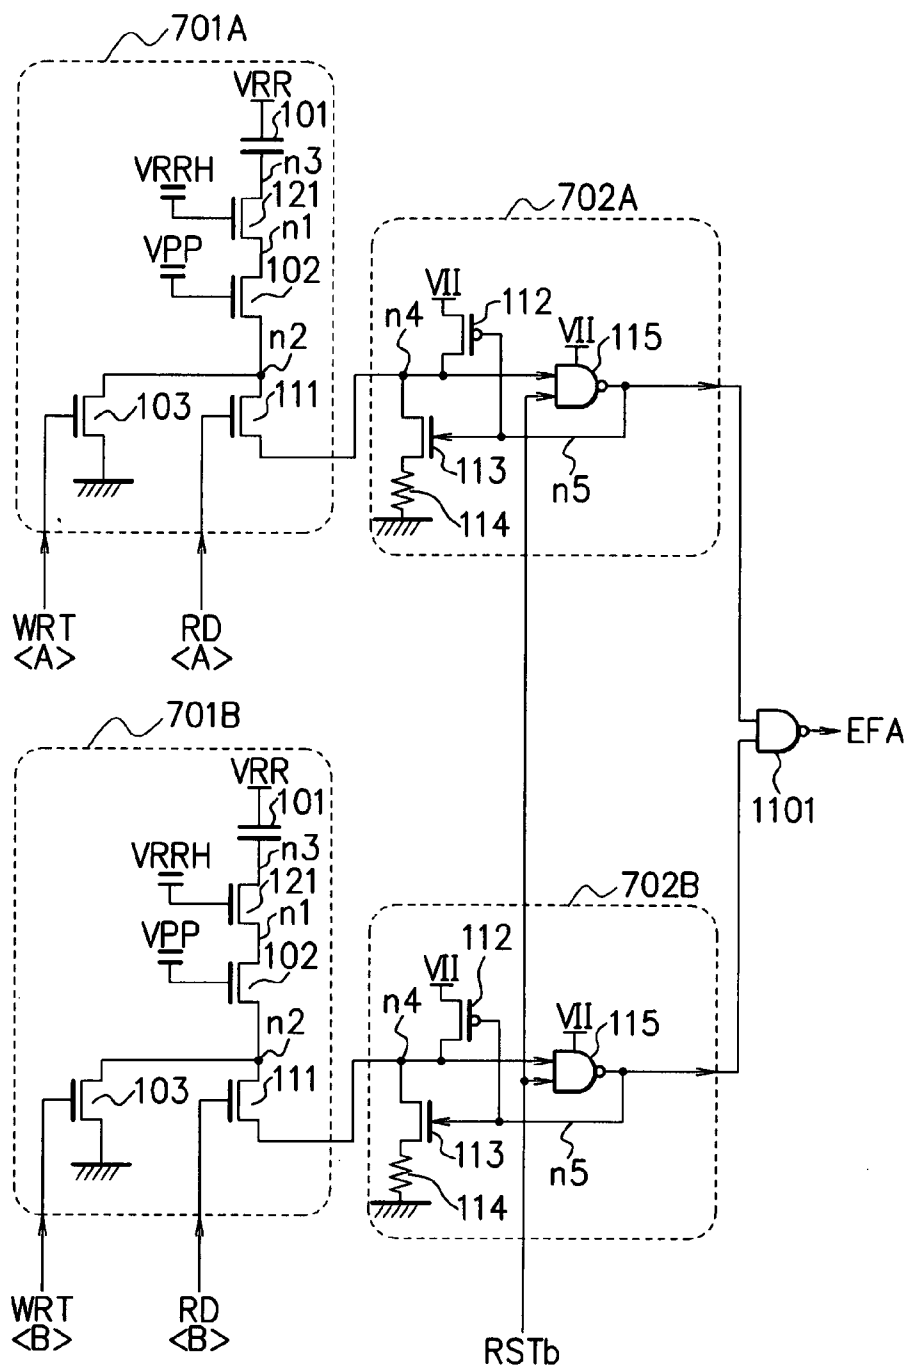 701A
VRR
101
n3
VRRH
121
n1
VPP
102
n2
103
111
WRT
<A>
RD
<A>
702A
VII
112
n4
VII
115
113
n5
114
701B
VRR
101
n3
VRRH
121
n1
VPP
102
n2
103
111
WRT
<B>
RD
<B>
702B
VII
112
n4
VII
115
113
n5
114
RSTb
1101
EFA